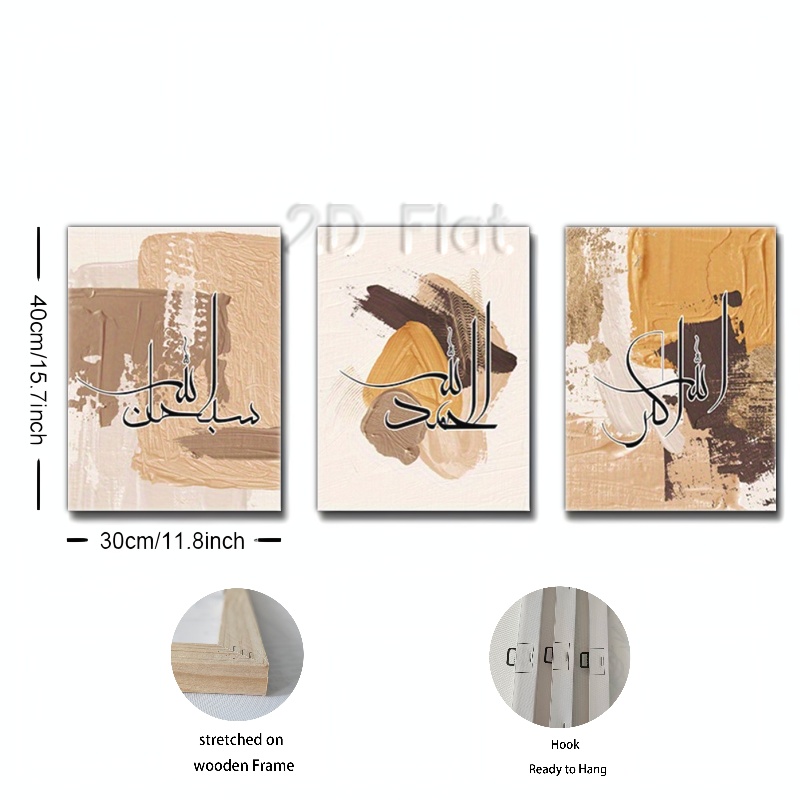 2D Flat
سبحان الله
الحمد لله
الله اكبر
40cm/15.7inch
30cm/11.8inch
stretched on
wooden Frame
Hook
Ready to Hang